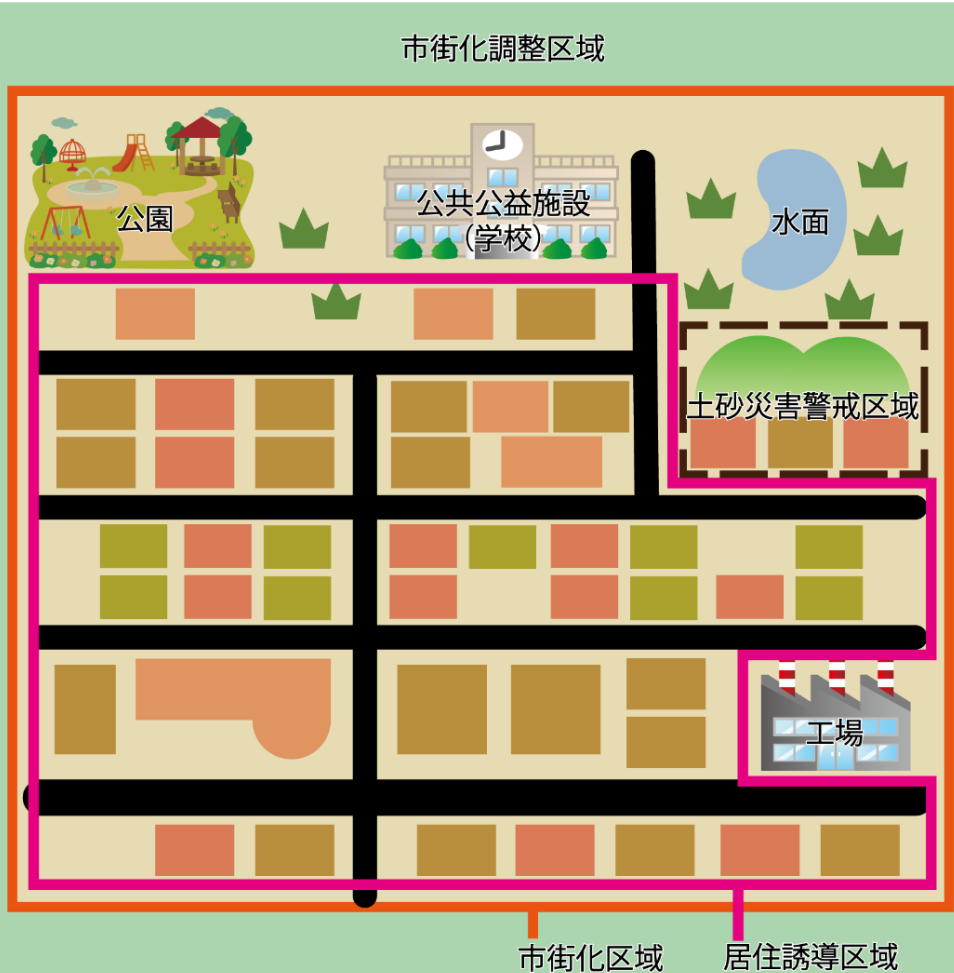 市街化調整区域
公園
公共公益施設
(学校)
水面
土砂災害警戒区域
工場
市街化区域
居住誘導区域